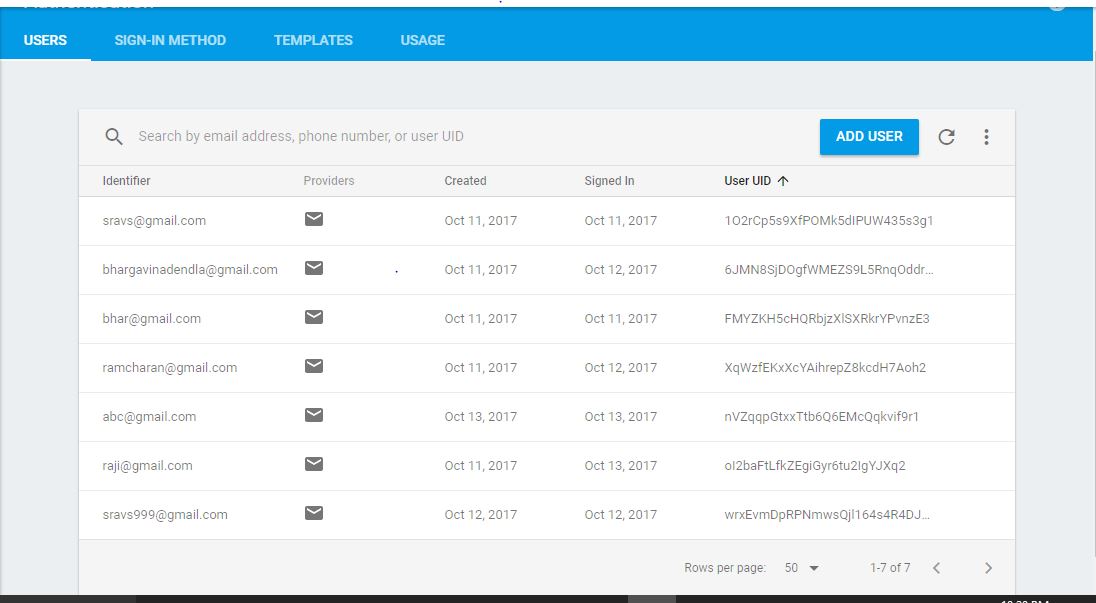 USERS SIGN-IN METHOD TEMPLATES USAGE
Search by email address, phone number, or user UID ADD USER
Identifier Providers Created Signed In User UID
sravs@gmail.com Oct 11, 2017 Oct 11, 2017 1O2rCp5s9XfPOMk5dIPUW435s3g1
bhargavinadendla@gmail.com Oct 11, 2017 Oct 12, 2017 6JMN8SjDOgfWMEZS9L5RnqOddr...
bhar@gmail.com Oct 11, 2017 Oct 11, 2017 FMYZKH5cHQRbjzXlSXRkrYPvnzE3
ramcharan@gmail.com Oct 11, 2017 Oct 12, 2017 XqWzfEKxXcYAihrepZ8kcdH7Aoh2
abc@gmail.com Oct 13, 2017 Oct 13, 2017 nVZqqpGtxxTtb6Q6EMcQqkvif9r1
raji@gmail.com Oct 11, 2017 Oct 13, 2017 oI2baFtLfkZEgiGyr6tu2IgYJXq2
sravs999@gmail.com Oct 12, 2017 Oct 12, 2017 wrxEvmDpRPNmwsQjl164s4R4DJ...
Rows per page: 50 1-7 of 7